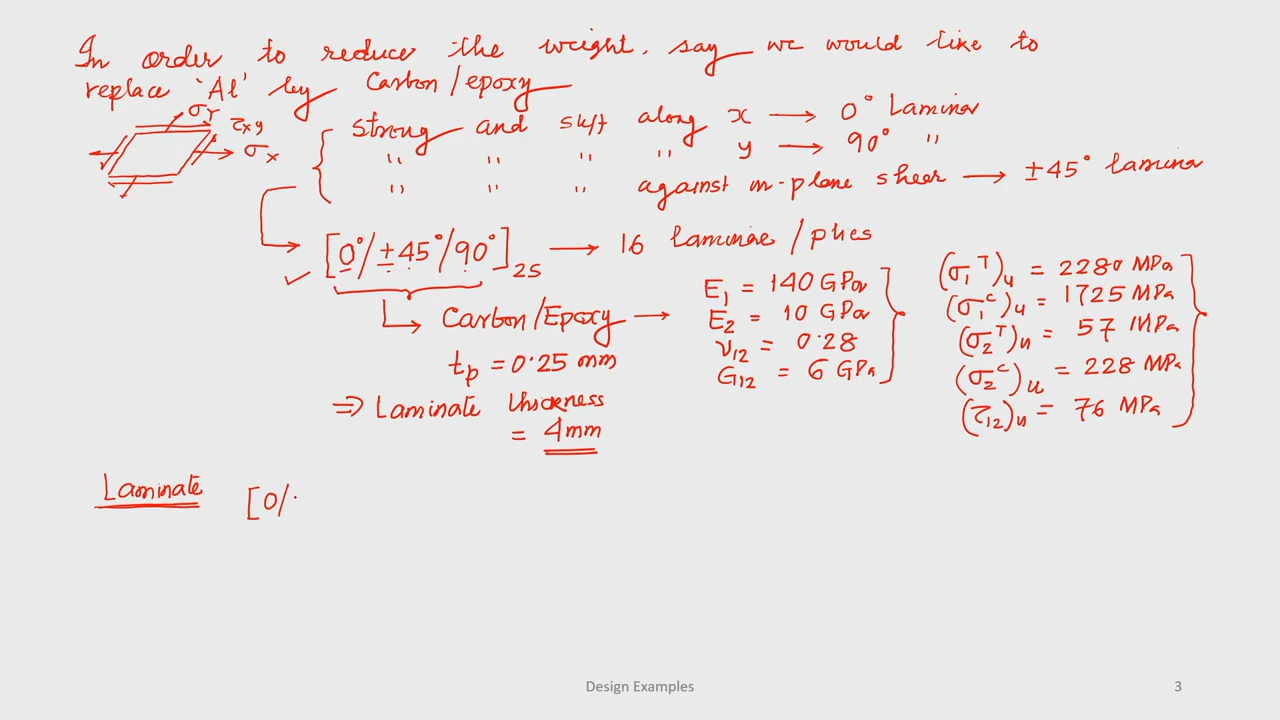 In order to reduce the weight, say we would like to
replace 'Al' by Carbon/epoxy
σY
τxy
σx
strong and stiff along x → 0° Lamina
" " " " y → 90° "
" " " against in-plane shear → ±45° lamina
[0°/±45°/90°]2S → 16 laminae/plies
Carbon/Epoxy →
tp = 0.25 mm
⇒ Laminate thickness
= 4mm
E1 = 140 GPa
E2 = 10 GPa
ν12 = 0.28
G12 = 6 GPa
(σ1T)u = 2280 MPa
(σ1C)u = 1725 MPa
(σ2T)u = 57 MPa
(σ2C)u = 228 MPa
(τ12)u = 76 MPa
Laminate [0/
Design Examples
3